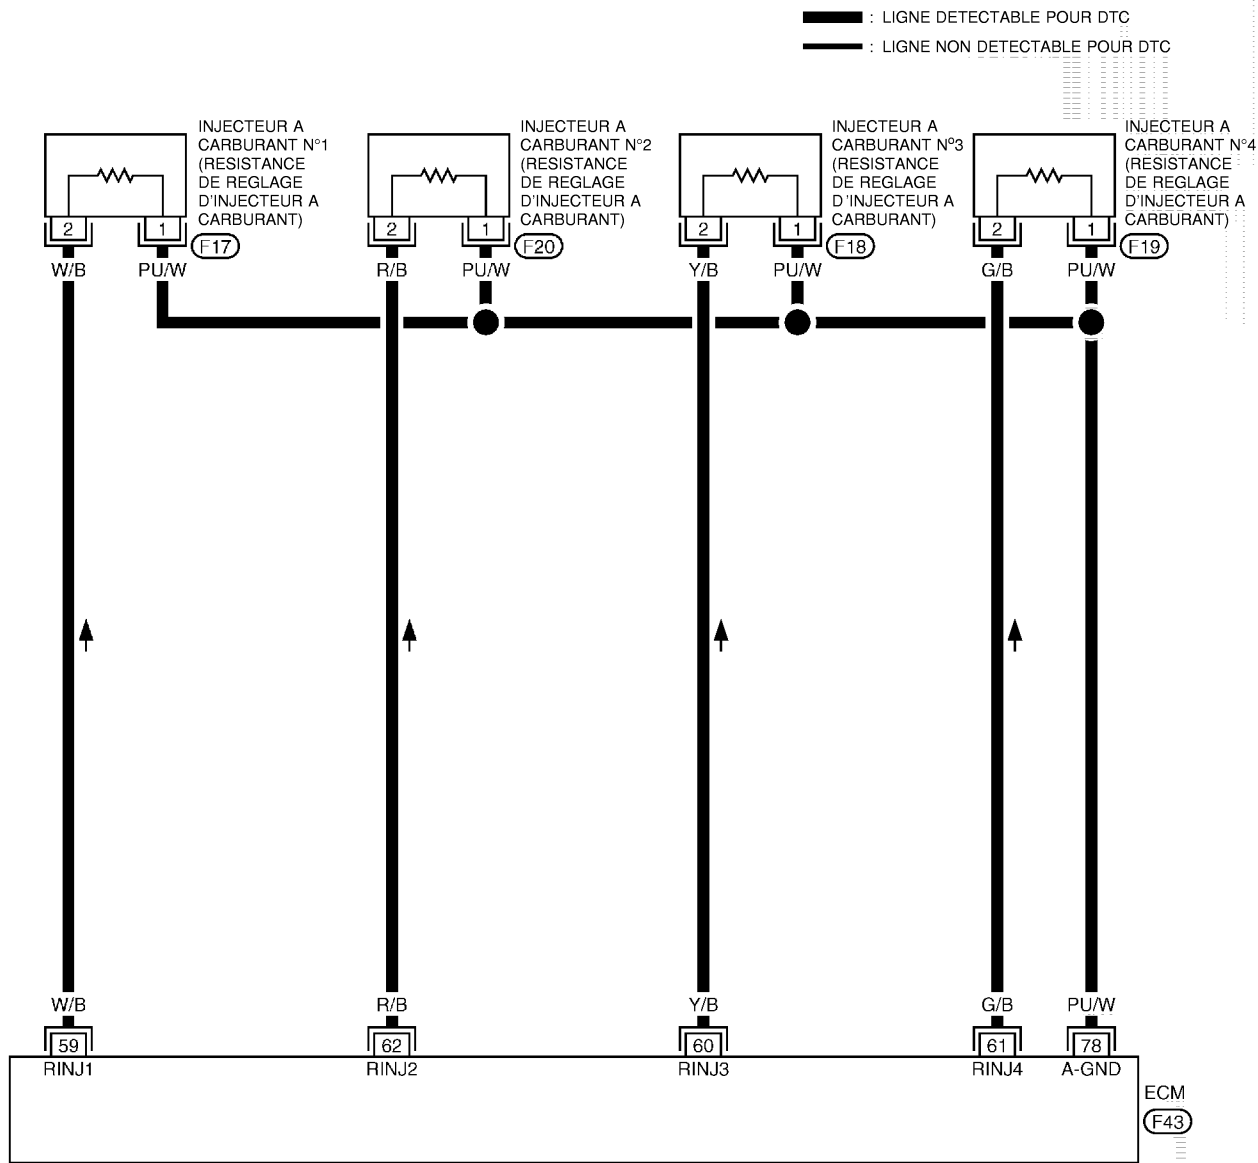 : LIGNE DETECTABLE POUR DTC
: LIGNE NON DETECTABLE POUR DTC
INJECTEUR A
CARBURANT N°1
(RESISTANCE
DE REGLAGE
D'INJECTEUR A
CARBURANT)
INJECTEUR A
CARBURANT N°2
(RESISTANCE
DE REGLAGE
D'INJECTEUR A
CARBURANT)
INJECTEUR A
CARBURANT N°3
(RESISTANCE
DE REGLAGE
D'INJECTEUR A
CARBURANT)
INJECTEUR A
CARBURANT N°4
(RESISTANCE
DE REGLAGE
D'INJECTEUR A
CARBURANT)
2 1 F17
2 1 F20
2 1 F18
2 1 F19
W/B PU/W R/B PU/W Y/B PU/W G/B PU/W
W/B R/B Y/B G/B PU/W
59 62 60 61 78
RINJ1 RINJ2 RINJ3 RINJ4 A-GND
ECM
F43